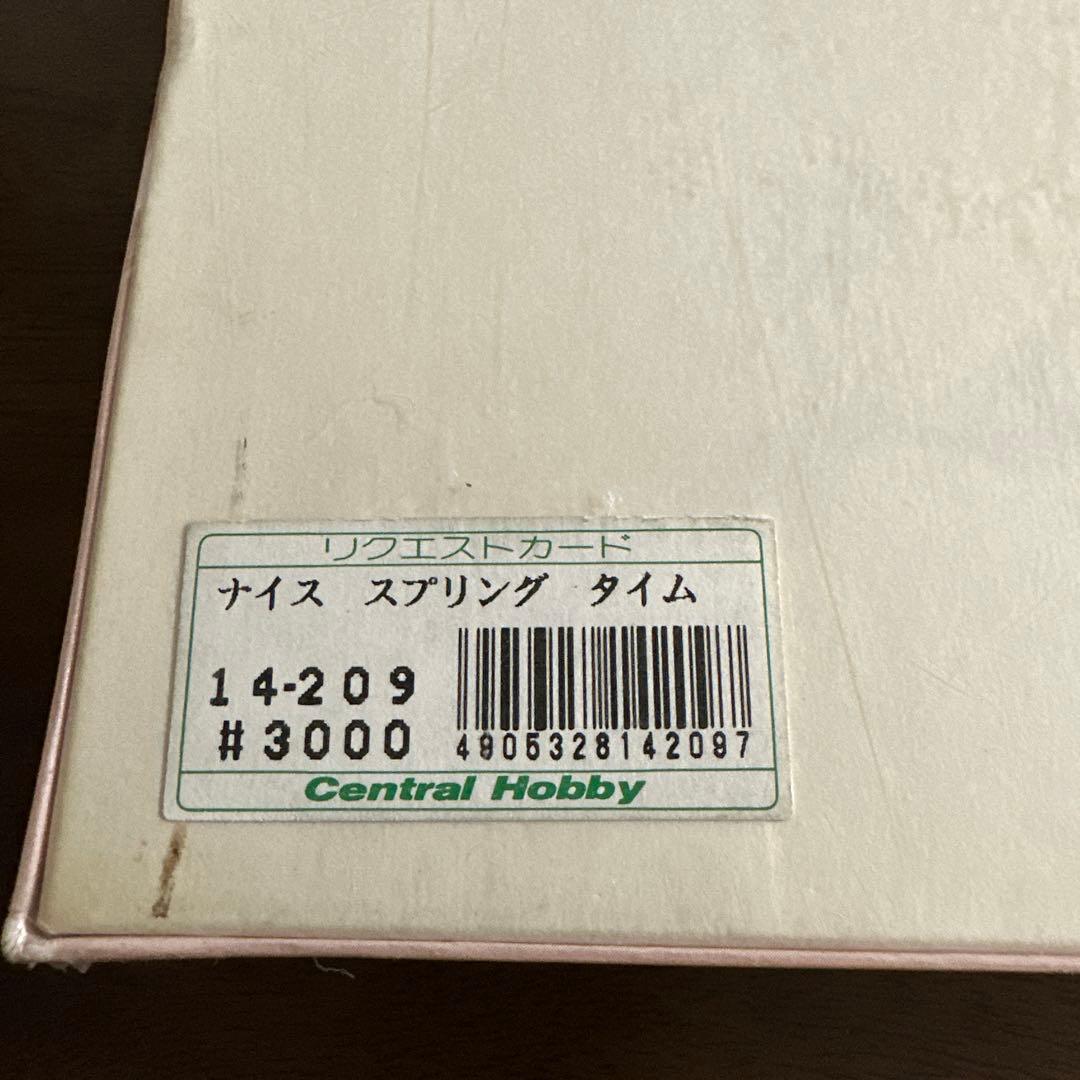 リクエストカード
ナイス スプリング タイム
14-209
#3000
4905328142097
Central Hobby